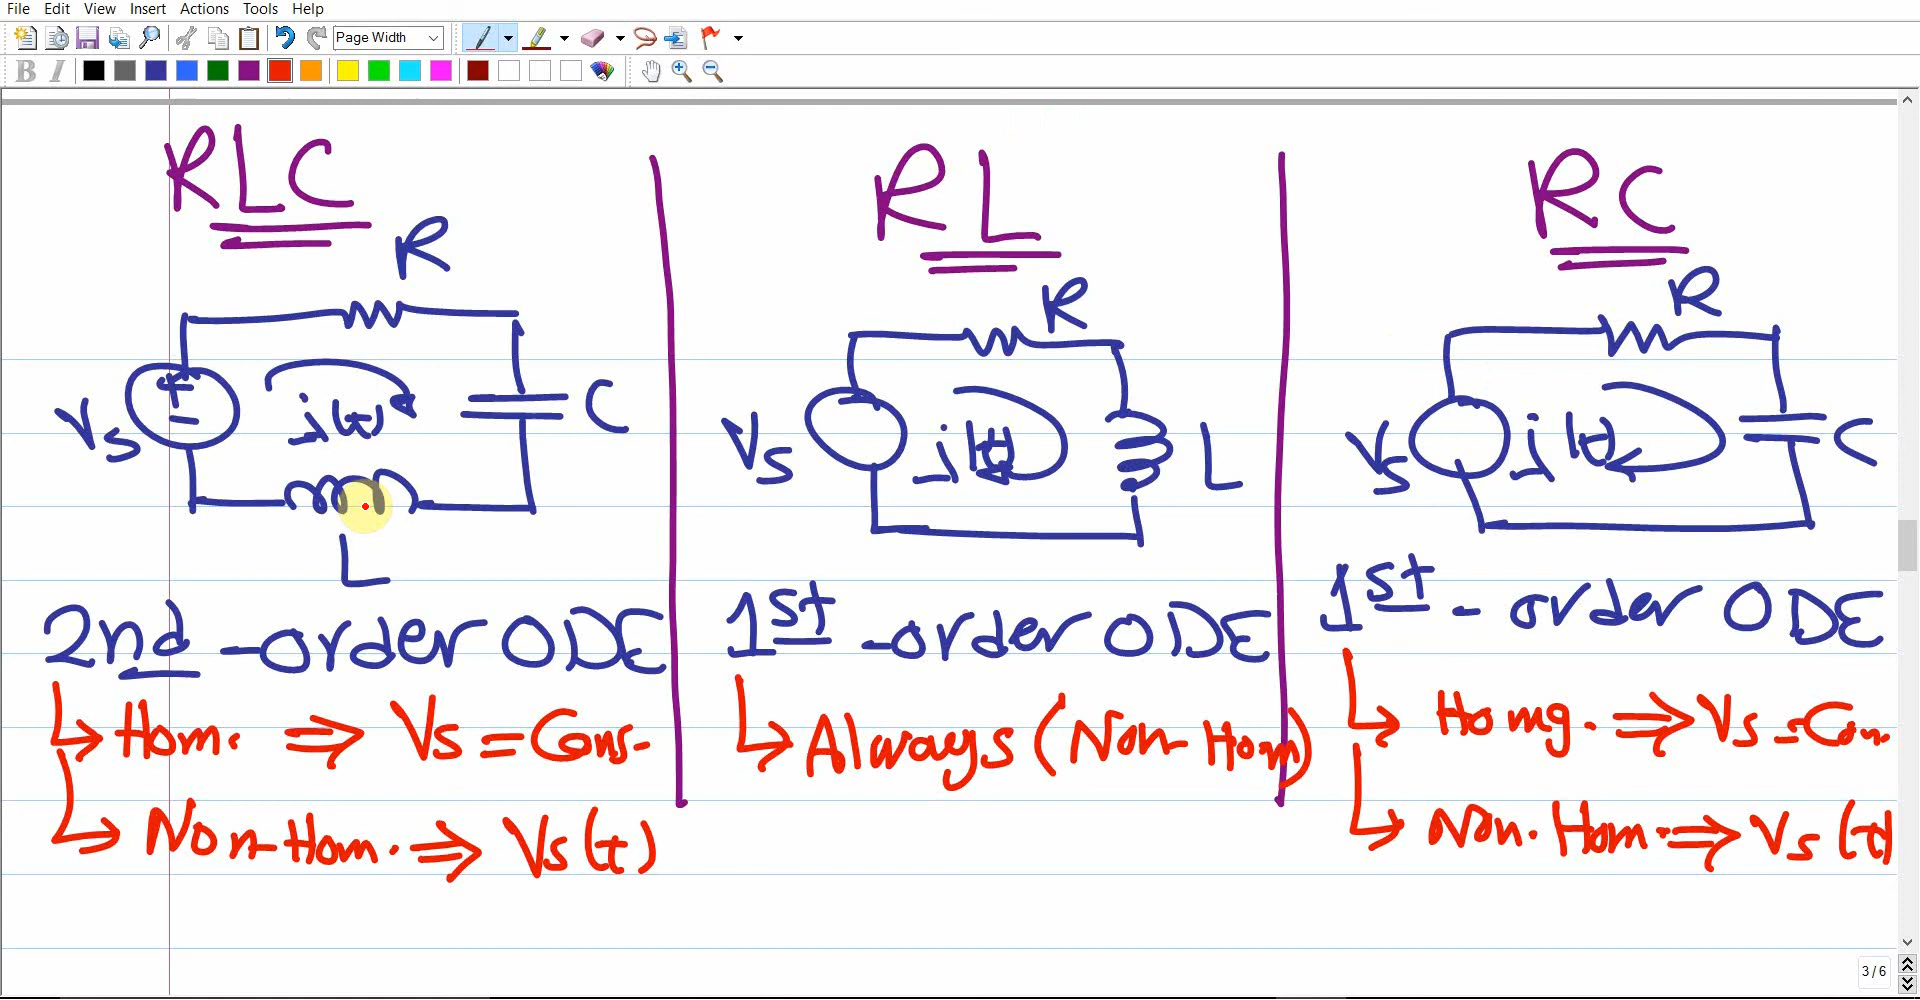 File Edit View Insert Actions Tools Help
Page Width
B I
RLC
R
Vs
+
-
i(t)
C
L
2nd-order ODE
Hom. ⇒ Vs = Cons-
Non-Hom. ⇒ Vs(t)
RL
R
Vs
i(t)
L
1st-order ODE
Always (Non-Hom)
RC
R
Vs
i(t)
C
1st-order ODE
Homg. ⇒ Vs = Con.
Non. Hom. ⇒ Vs(t)
3/6